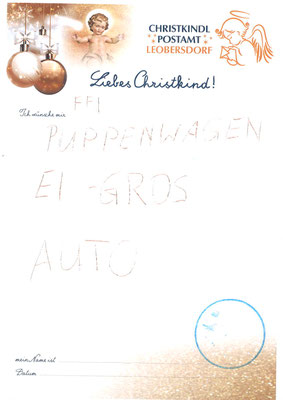 CHRISTKINDL
POSTAMT
LEOBERSDORF
Liebes Christkind!
Ich wünsche mir
FFI
PUPPENWAGEN
EI-GROS
AUTO
mein Name ist
Datum